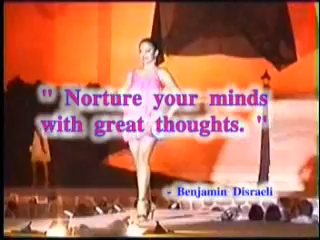 " Norture your minds
with great thoughts. "
- Benjamin Disraeli